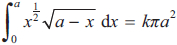 ∫₀ᵃ x^{1/2} √(a − x) dx = kπa²